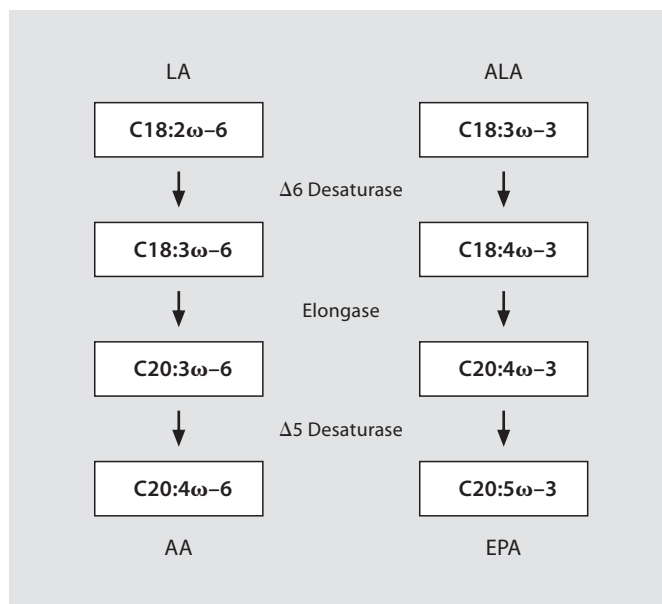 LA ALA
C18:2ω–6 C18:3ω–3
Δ6 Desaturase
C18:3ω–6 C18:4ω–3
Elongase
C20:3ω–6 C20:4ω–3
Δ5 Desaturase
C20:4ω–6 C20:5ω–3
AA EPA